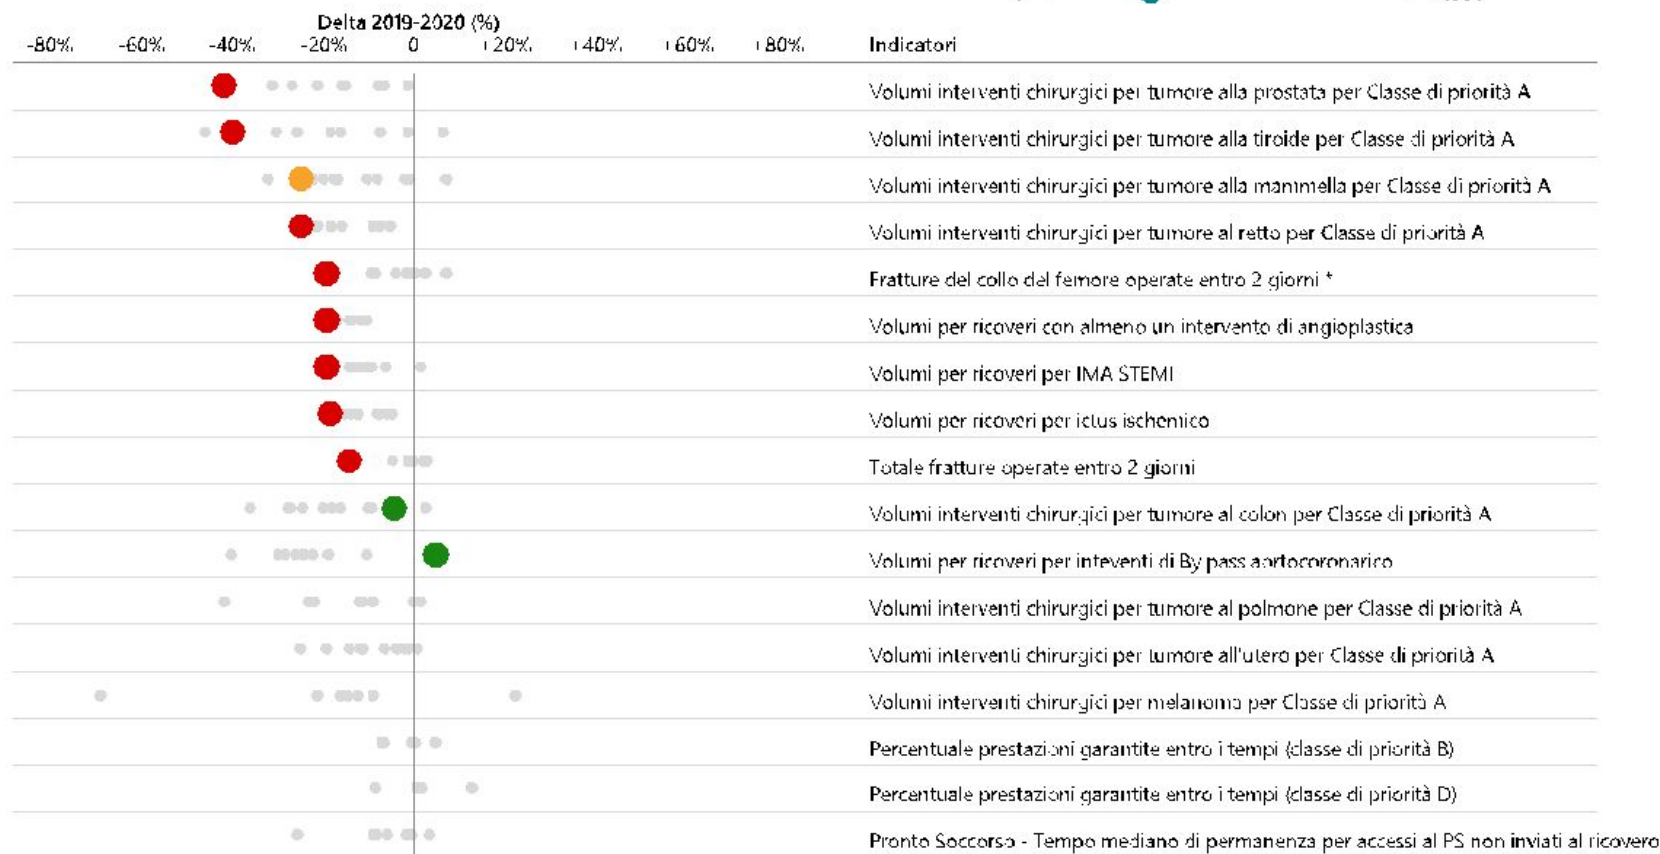 Delta 2019-2020 (%)
-80% -60% -40% -20% 0 +20% +40% +60% +80% Indicatori
Volumi interventi chirurgici per tumore alla prostata per Classe di priorità A
Volumi interventi chirurgici per tumore alla tiroide per Classe di priorità A
Volumi interventi chirurgici per tumore alla mammella per Classe di priorità A
Volumi interventi chirurgici per tumore al retto per Classe di priorità A
Fratture del collo del femore operate entro 2 giorni *
Volumi per ricoveri con almeno un intervento di angioplastica
Volumi per ricoveri per IMA STEMI
Volumi per ricoveri per ictus ischemico
Totale fratture operate entro 2 giorni
Volumi interventi chirurgici per tumore al colon per Classe di priorità A
Volumi per ricoveri per inteventi di By pass aortocoronarico
Volumi interventi chirurgici per tumore al polmone per Classe di priorità A
Volumi interventi chirurgici per tumore all'utero per Classe di priorità A
Volumi interventi chirurgici per melanoma per Classe di priorità A
Percentuale prestazioni garantite entro i tempi (classe di priorità B)
Percentuale prestazioni garantite entro i tempi (classe di priorità D)
Pronto Soccorso - Tempo mediano di permanenza per accessi al PS non inviati al ricovero